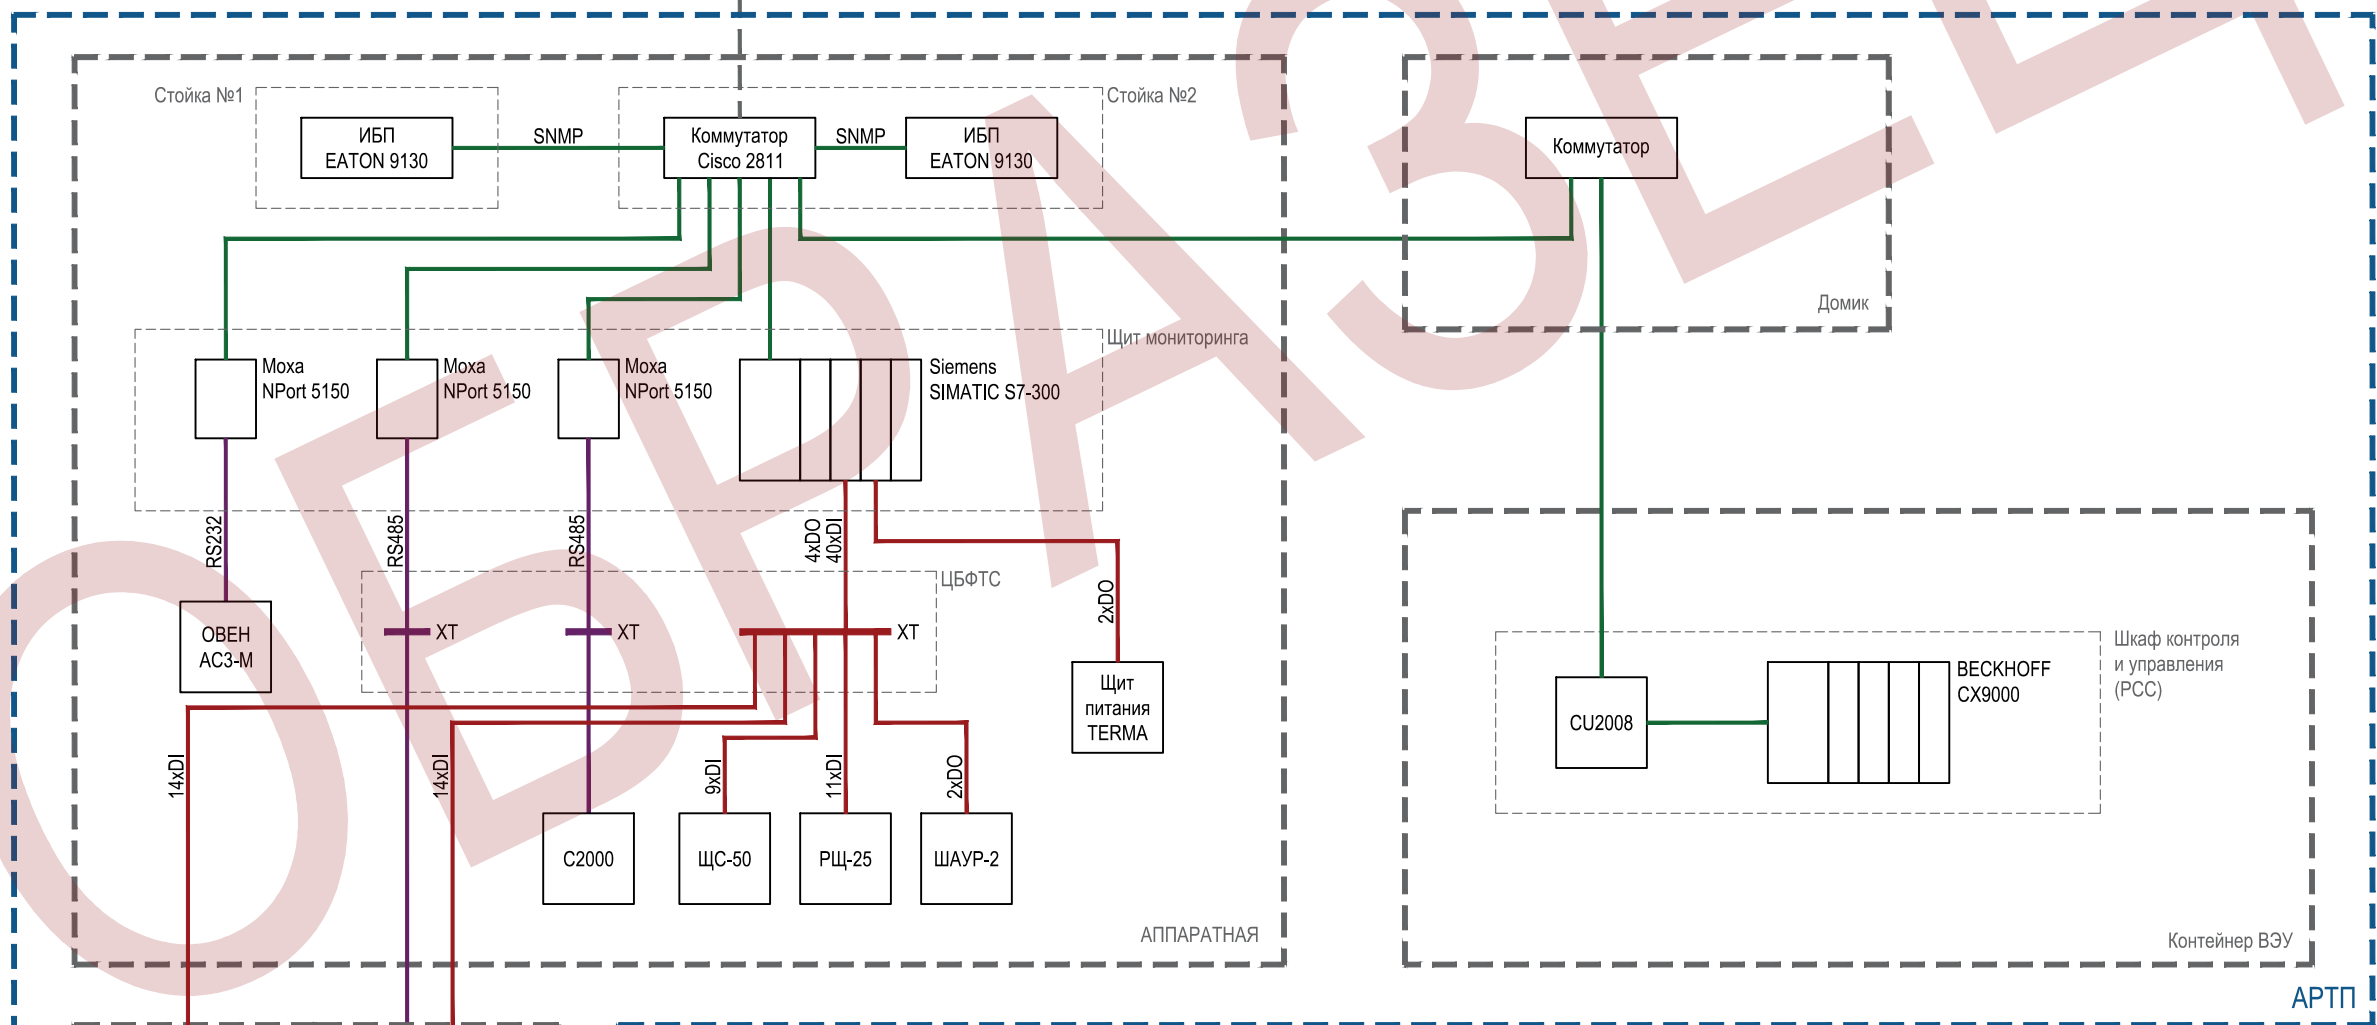 Стойка №1
ИБП
EATON 9130
SNMP
Коммутатор
Cisco 2811
SNMP
ИБП
EATON 9130
Стойка №2
Коммутатор
Домик
Щит мониторинга
Moxa
NPort 5150
Moxa
NPort 5150
Moxa
NPort 5150
Siemens
SIMATIC S7-300
RS232
RS485
RS485
4xDO
40xDI
2xDO
ЦБФТС
ОВЕН
АС3-М
XT
XT
XT
Щит
питания
TERMA
14xDI
14xDI
9xDI
11xDI
2xDO
С2000
ЩС-50
РЩ-25
ШАУР-2
АППАРАТНАЯ
Шкаф контроля
и управления
(PCC)
BECKHOFF
CX9000
CU2008
Контейнер ВЭУ
АРТП
ОБРАЗЕЦ